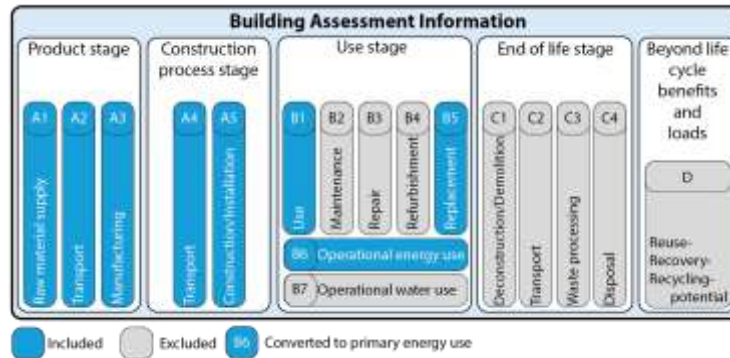 Building Assessment Information
Product stage
Construction
process stage
Use stage
End of life stage
Beyond life
cycle
benefits
and
loads
A1
Raw material supply
A2
Transport
A3
Manufacturing
A4
Transport
A5
Construction/Installation
B1
Use
B2
Maintenance
B3
Repair
B4
Refurbishment
B5
Replacement
B6 Operational energy use
B7 Operational water use
C1
Deconstruction/Demolition
C2
Transport
C3
Waste processing
C4
Disposal
D
Reuse-
Recovery-
Recycling-
potential
Included
Excluded
B6 Converted to primary energy use